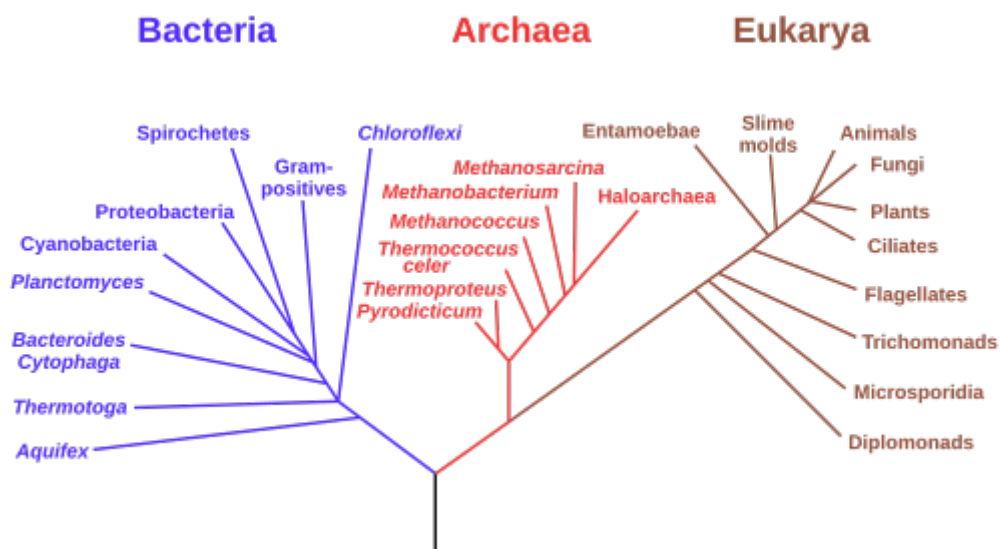 Bacteria
Archaea
Eukarya
Spirochetes
Chloroflexi
Gram-
positives
Proteobacteria
Cyanobacteria
Planctomyces
Bacteroides
Cytophaga
Thermotoga
Aquifex
Methanosarcina
Methanobacterium
Haloarchaea
Methanococcus
Thermococcus
celer
Thermoproteus
Pyrodicticum
Entamoebae
Slime
molds
Animals
Fungi
Plants
Ciliates
Flagellates
Trichomonads
Microsporidia
Diplomonads